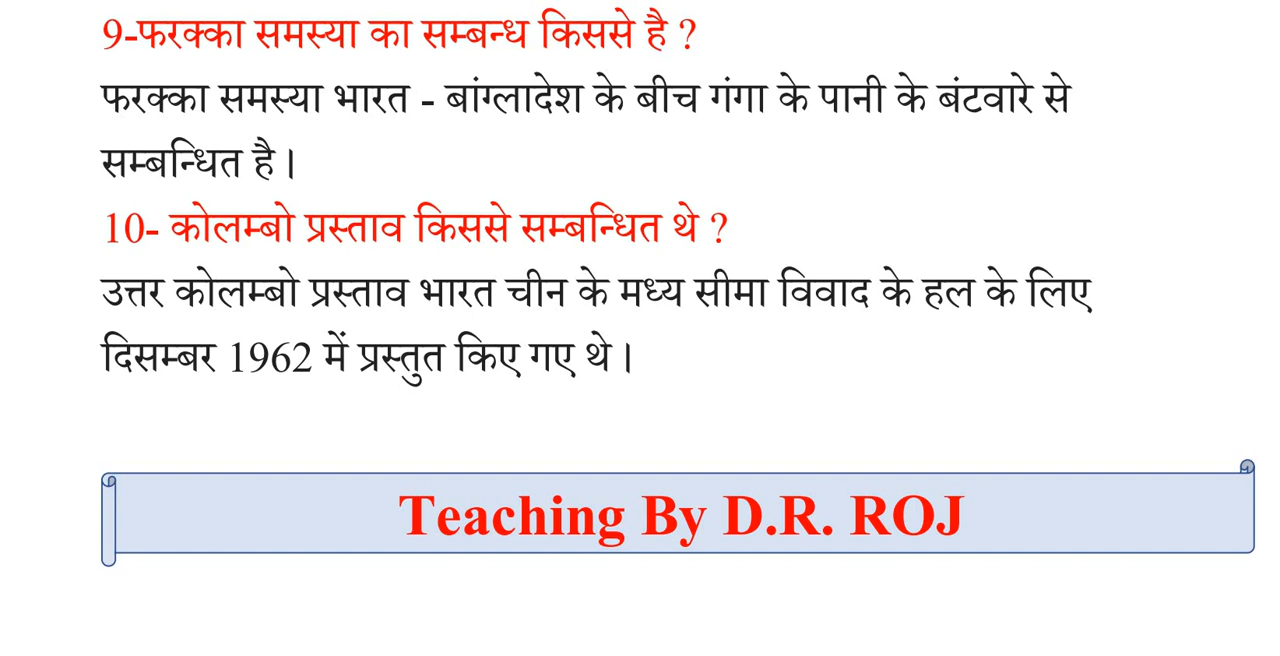 9-फरक्का समस्या का सम्बन्ध किससे है ?
फरक्का समस्या भारत - बांग्लादेश के बीच गंगा के पानी के बंटवारे से
सम्बन्धित है।
10- कोलम्बो प्रस्ताव किससे सम्बन्धित थे ?
उत्तर कोलम्बो प्रस्ताव भारत चीन के मध्य सीमा विवाद के हल के लिए
दिसम्बर 1962 में प्रस्तुत किए गए थे।
Teaching By D.R. ROJ